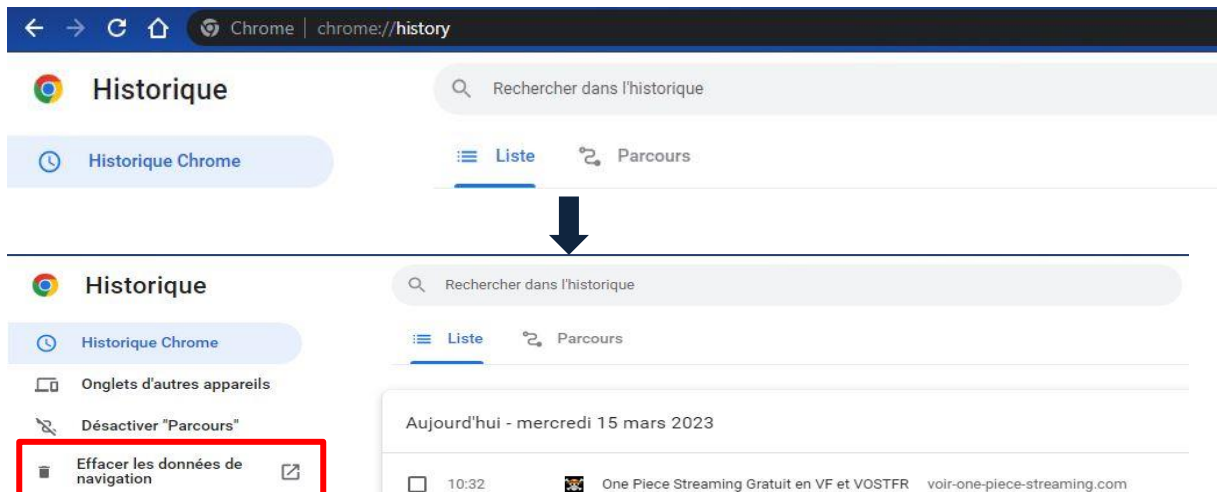 Chrome | chrome://history
Historique
Rechercher dans l'historique
Historique Chrome
Liste
Parcours
Historique
Rechercher dans l'historique
Historique Chrome
Liste
Parcours
Onglets d'autres appareils
Désactiver "Parcours"
Aujourd'hui - mercredi 15 mars 2023
Effacer les données de
navigation
10:32 One Piece Streaming Gratuit en VF et VOSTFR voir-one-piece-streaming.com